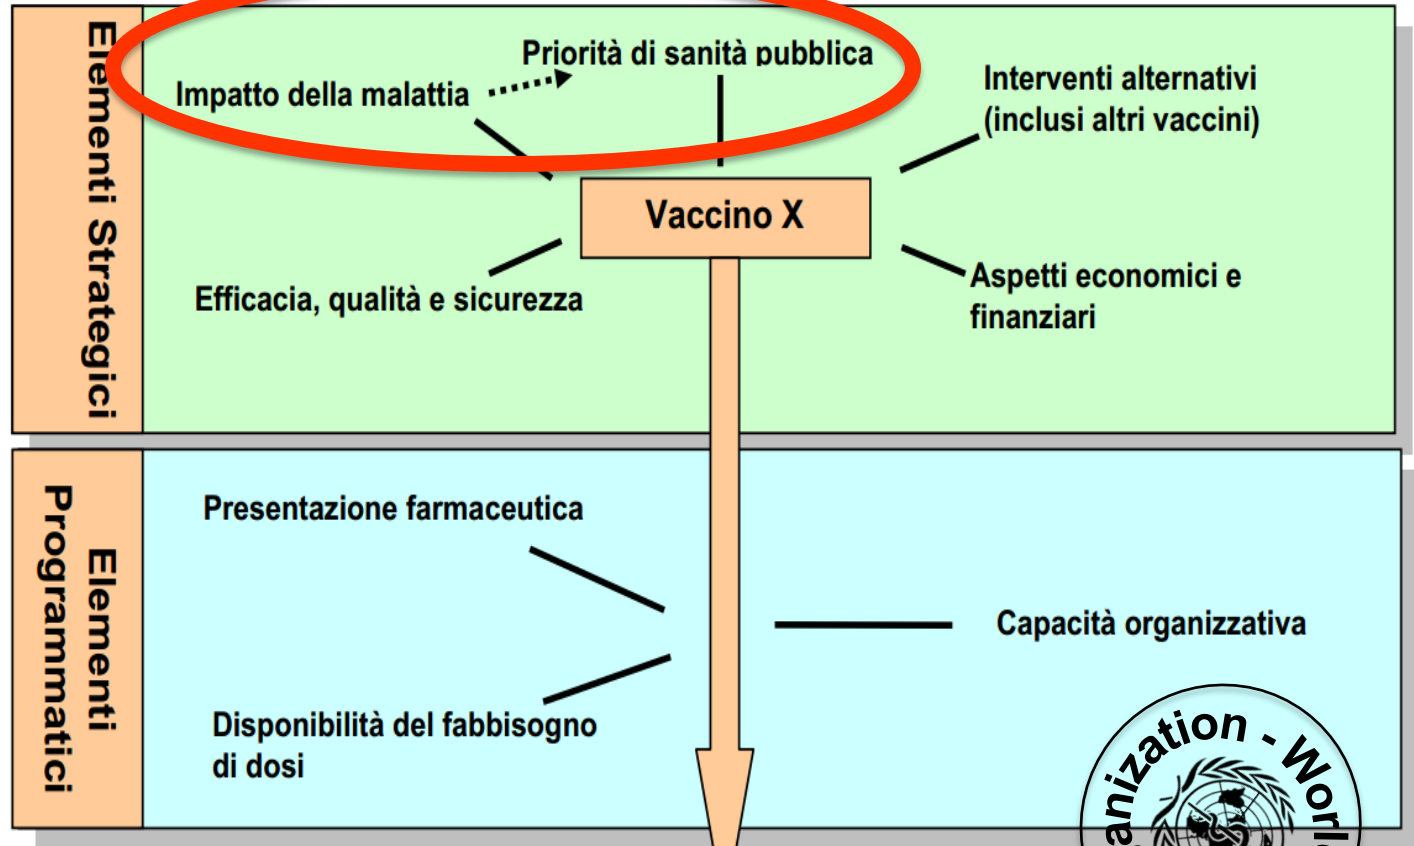 Elementi Strategici
Priorità di sanità pubblica
Impatto della malattia
Interventi alternativi
(inclusi altri vaccini)
Vaccino X
Efficacia, qualità e sicurezza
Aspetti economici e
finanziari
Elementi
Programmatici
Presentazione farmaceutica
Capacità organizzativa
Disponibilità del fabbisogno
di dosi
anization - Worl